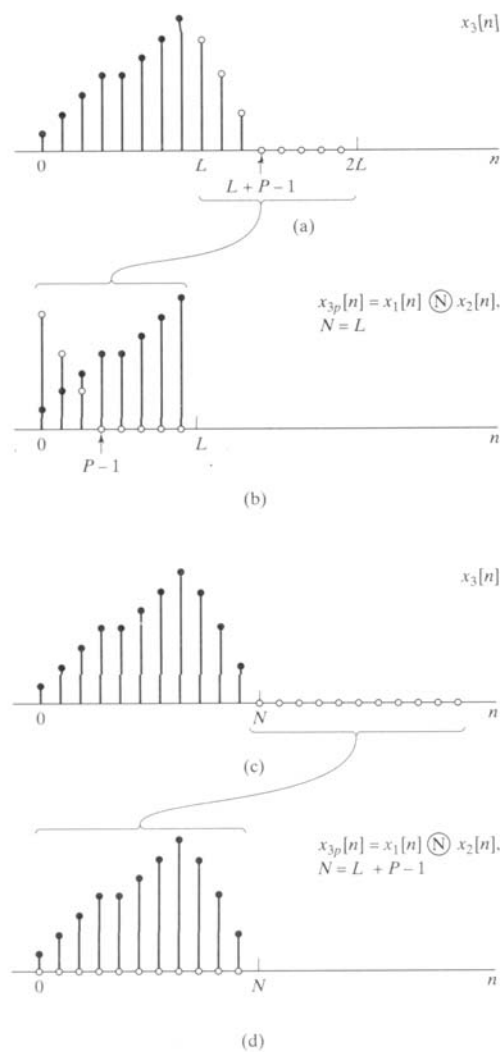 x₃[n]
0 L 2L n
L + P − 1
(a)
x₃ₚ[n] = x₁[n] Ⓝ x₂[n],
N = L
0 L n
P − 1
(b)
x₃[n]
0 N n
(c)
x₃ₚ[n] = x₁[n] Ⓝ x₂[n],
N = L + P − 1
0 N n
(d)